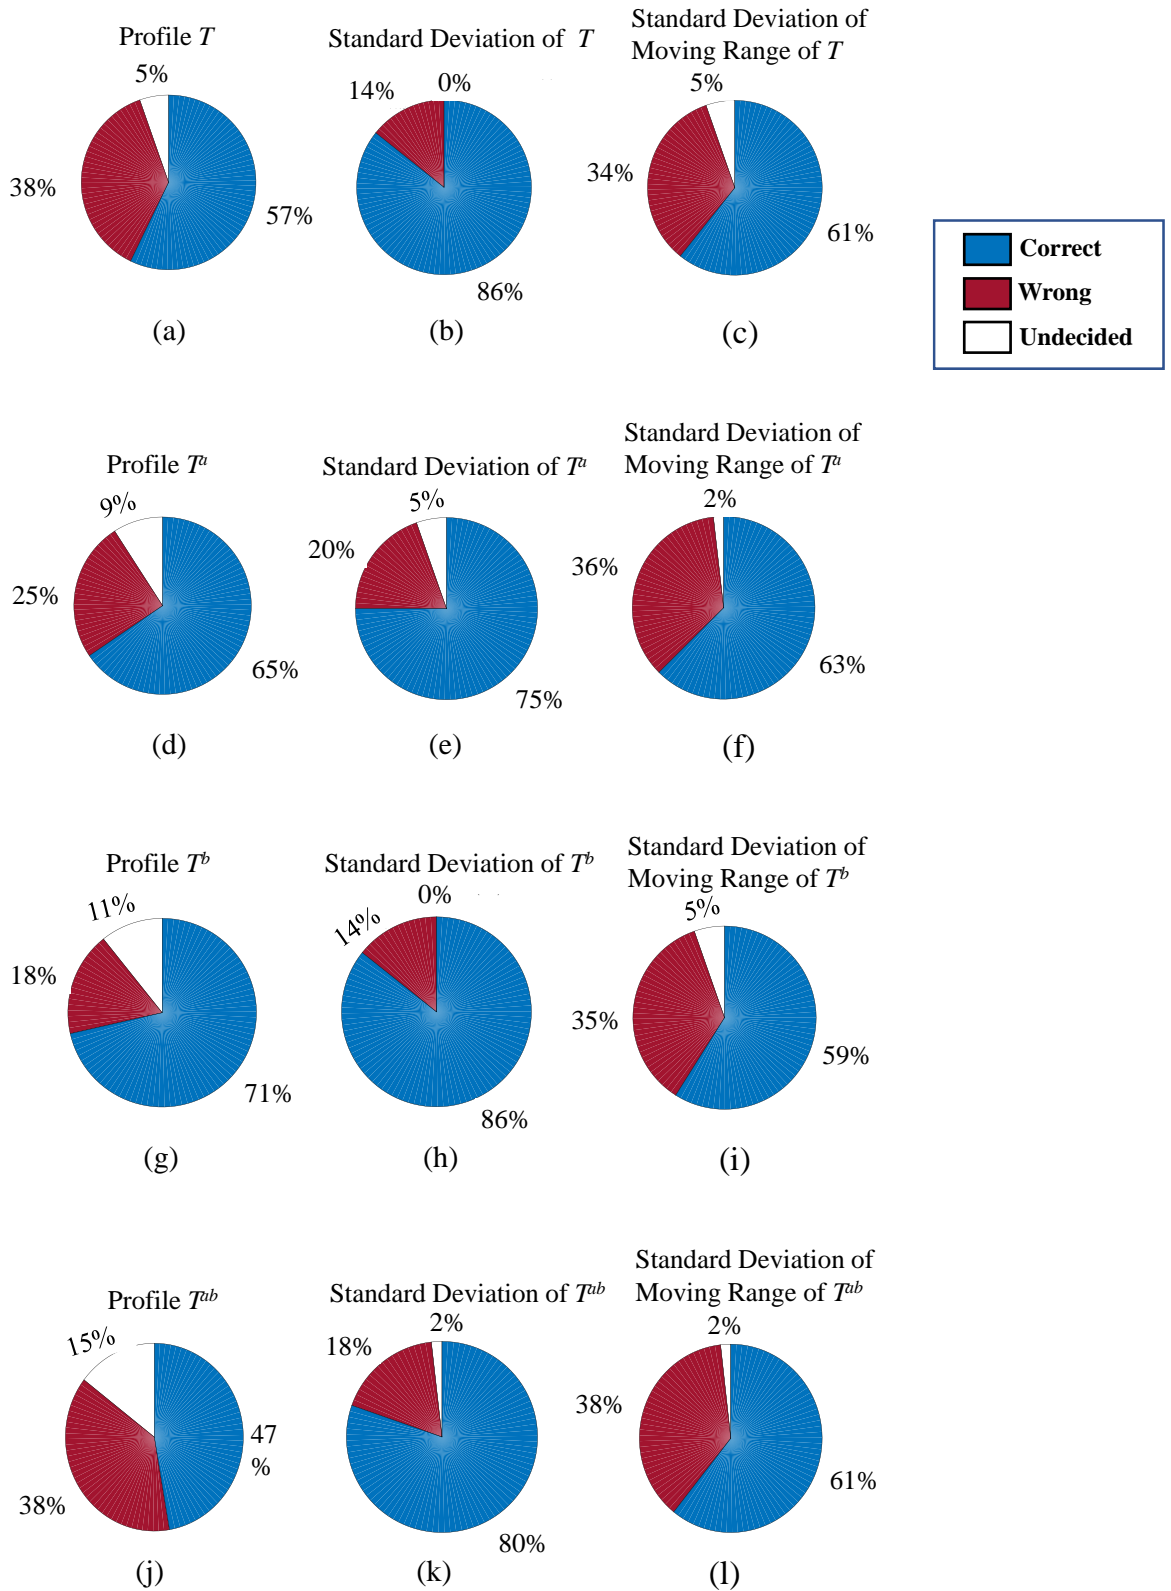 Profile T
5%
38%
57%
(a)
Standard Deviation of T
14%
0%
86%
(b)
Standard Deviation of
Moving Range of T
5%
34%
61%
(c)
Correct
Wrong
Undecided
Profile Tᵃ
9%
25%
65%
(d)
Standard Deviation of Tᵃ
5%
20%
75%
(e)
Standard Deviation of
Moving Range of Tᵃ
2%
36%
63%
(f)
Profile Tᵇ
11%
18%
71%
(g)
Standard Deviation of Tᵇ
0%
14%
86%
(h)
Standard Deviation of
Moving Range of Tᵇ
5%
35%
59%
(i)
Profile Tᵃᵇ
15%
47
%
38%
(j)
Standard Deviation of Tᵃᵇ
2%
18%
80%
(k)
Standard Deviation of
Moving Range of Tᵃᵇ
2%
38%
61%
(l)